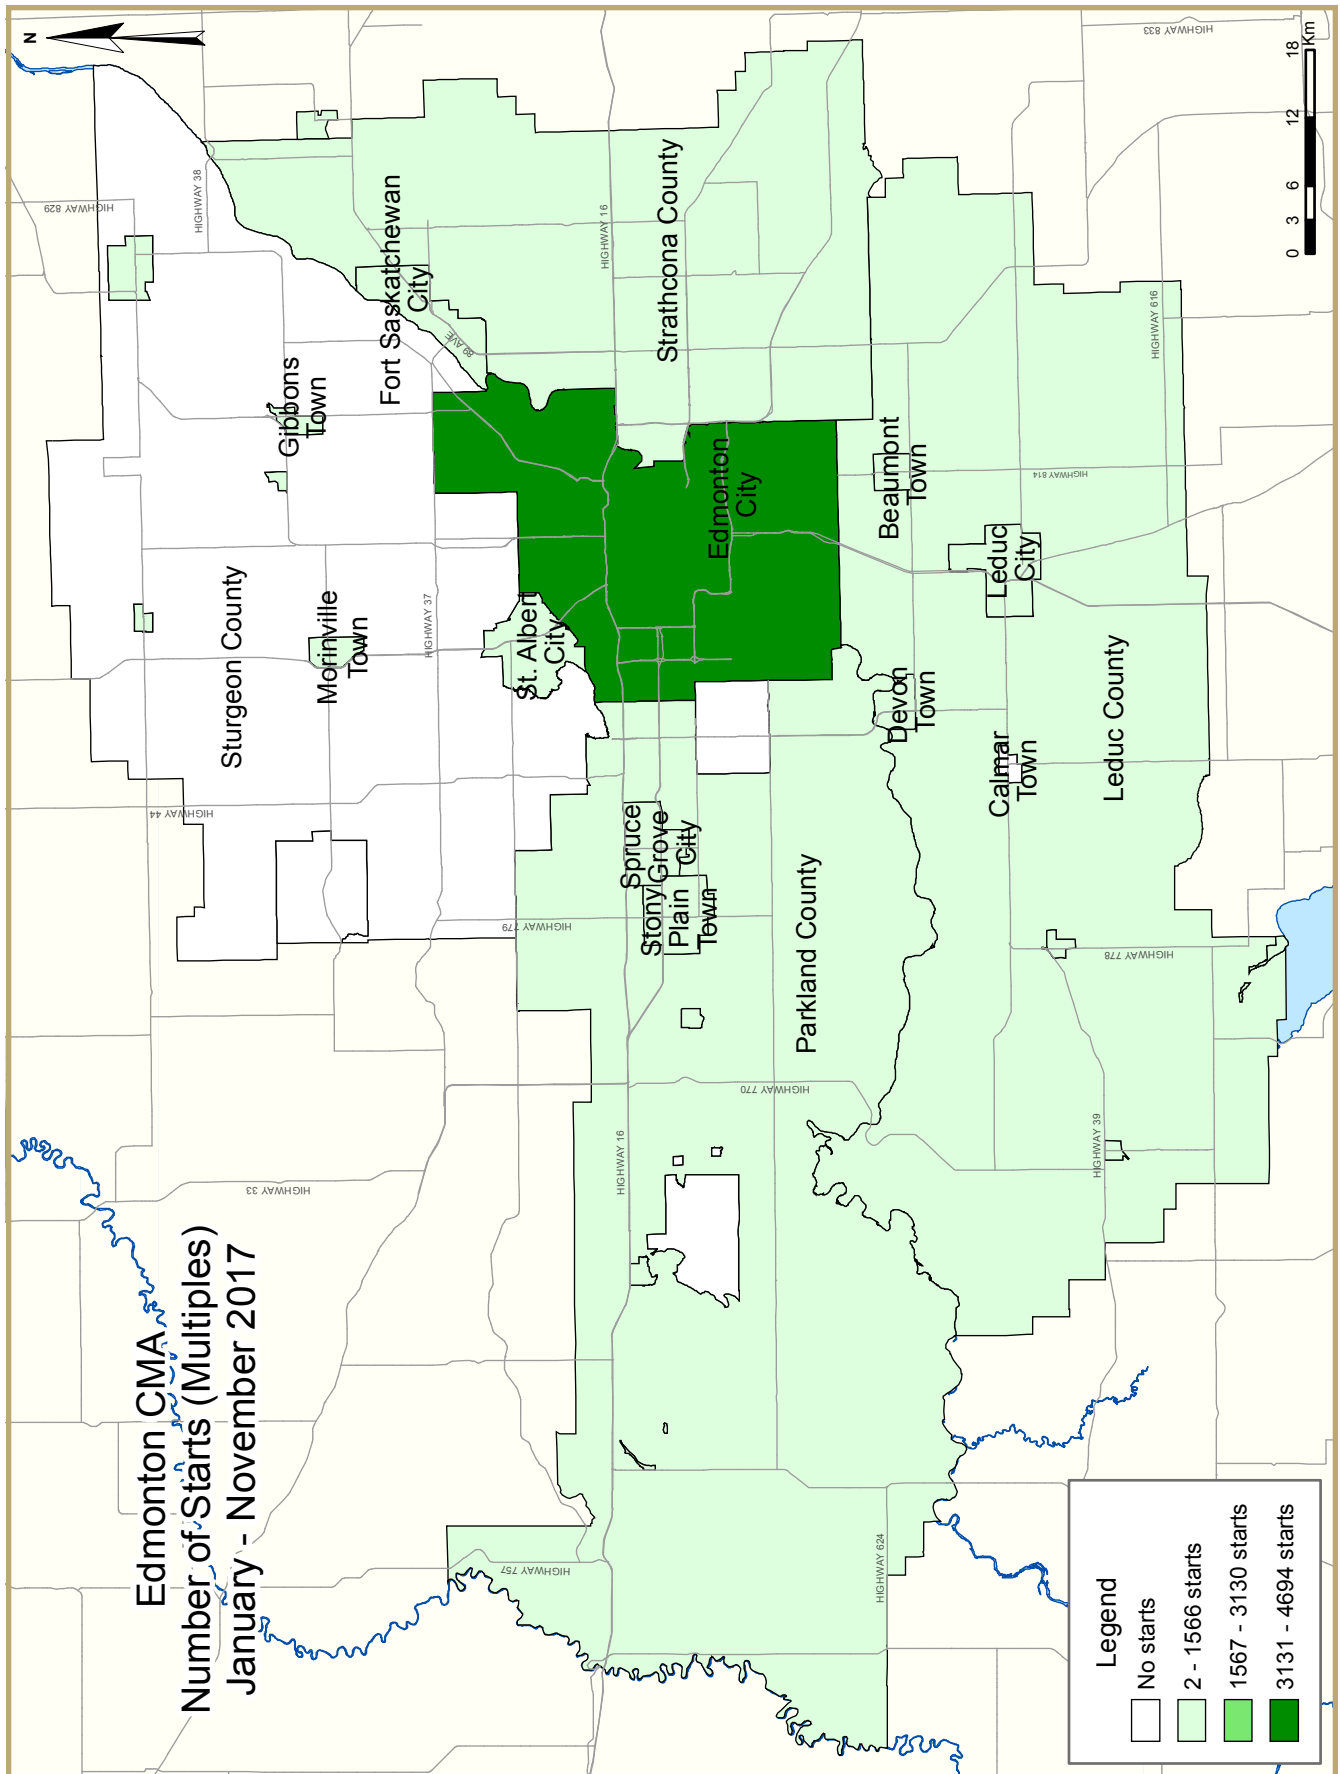 Edmonton CMA
Number of Starts (Multiples)
January - November 2017
N
HIGHWAY 33
HIGHWAY 44
HIGHWAY 829
HIGHWAY 38
HIGHWAY 833
Sturgeon County
Gibbons
Town
Morinville
Town
Fort Saskatchewan
City
HIGHWAY 37
89 AVE
St. Albert
City
HIGHWAY 779
HIGHWAY 757
HIGHWAY 16
HIGHWAY 16
Spruce
Grove
City
Stony
Plain
Town
Edmonton
City
Strathcona County
HIGHWAY 770
Parkland County
HIGHWAY 624
Devon
Town
Beaumont
Town
Calmar
Town
Leduc
City
HIGHWAY 814
HIGHWAY 39
HIGHWAY 778
Leduc County
HIGHWAY 616
Legend
No starts
2 - 1566 starts
1567 - 3130 starts
3131 - 4694 starts
0 3 6 12 18
Km